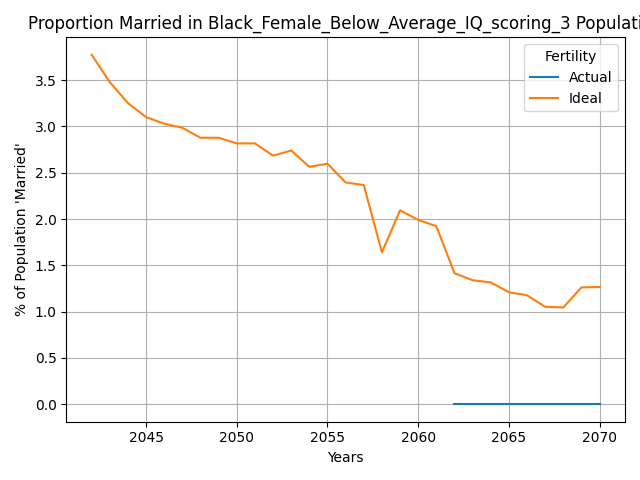 Proportion Married in Black_Female_Below_Average_IQ_scoring_3 Populati
Fertility
Actual
Ideal
% of Population 'Married'
3.5
3.0
2.5
2.0
1.5
1.0
0.5
0.0
2045 2050 2055 2060 2065 2070
Years